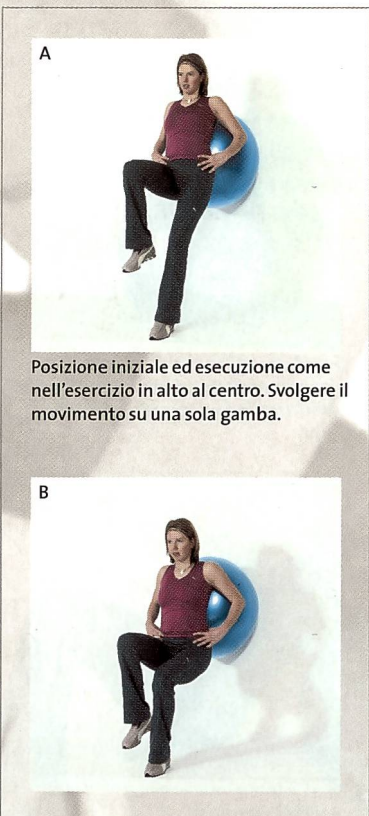 A
Posizione iniziale ed esecuzione come
nell'esercizio in alto al centro. Svolgere il
movimento su una sola gamba.
B